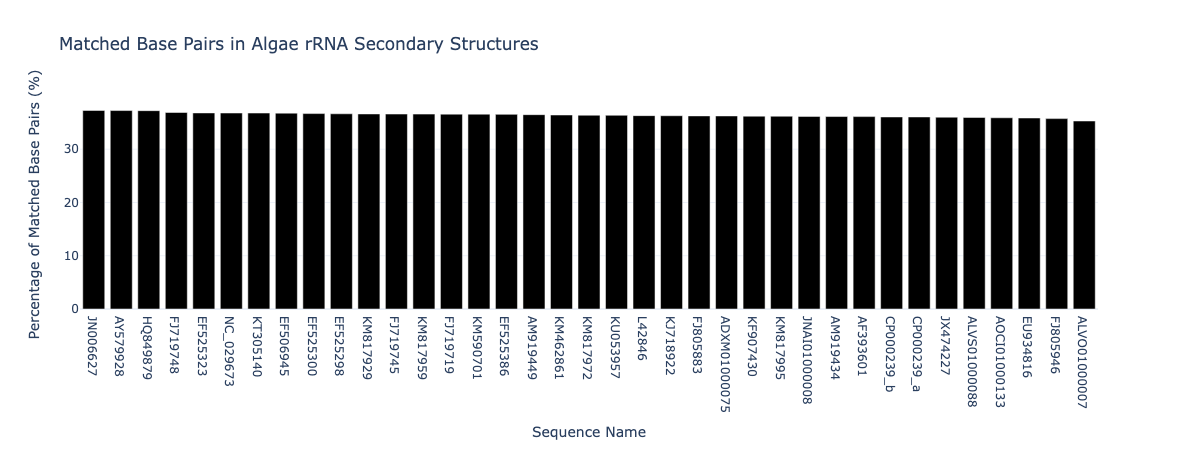 Matched Base Pairs in Algae rRNA Secondary Structures
Percentage of Matched Base Pairs (%)
30
20
10
0
JN006627
AY579928
HQ849879
FJ719748
EF525323
NC_029673
KT305140
EF506945
EF525300
EF525298
KM817929
FJ719745
KM817959
FJ719719
KM590701
EF525386
AM919449
KM462861
KM817972
KU053957
L42846
KJ718922
FJ805883
ADXM01000075
KF907430
KM817995
JNAI01000008
AM919434
AF393601
CP000239_b
CP000239_a
JX474227
ALVS01000088
AOCI01000133
EU934816
FJ805946
ALVO01000007
Sequence Name